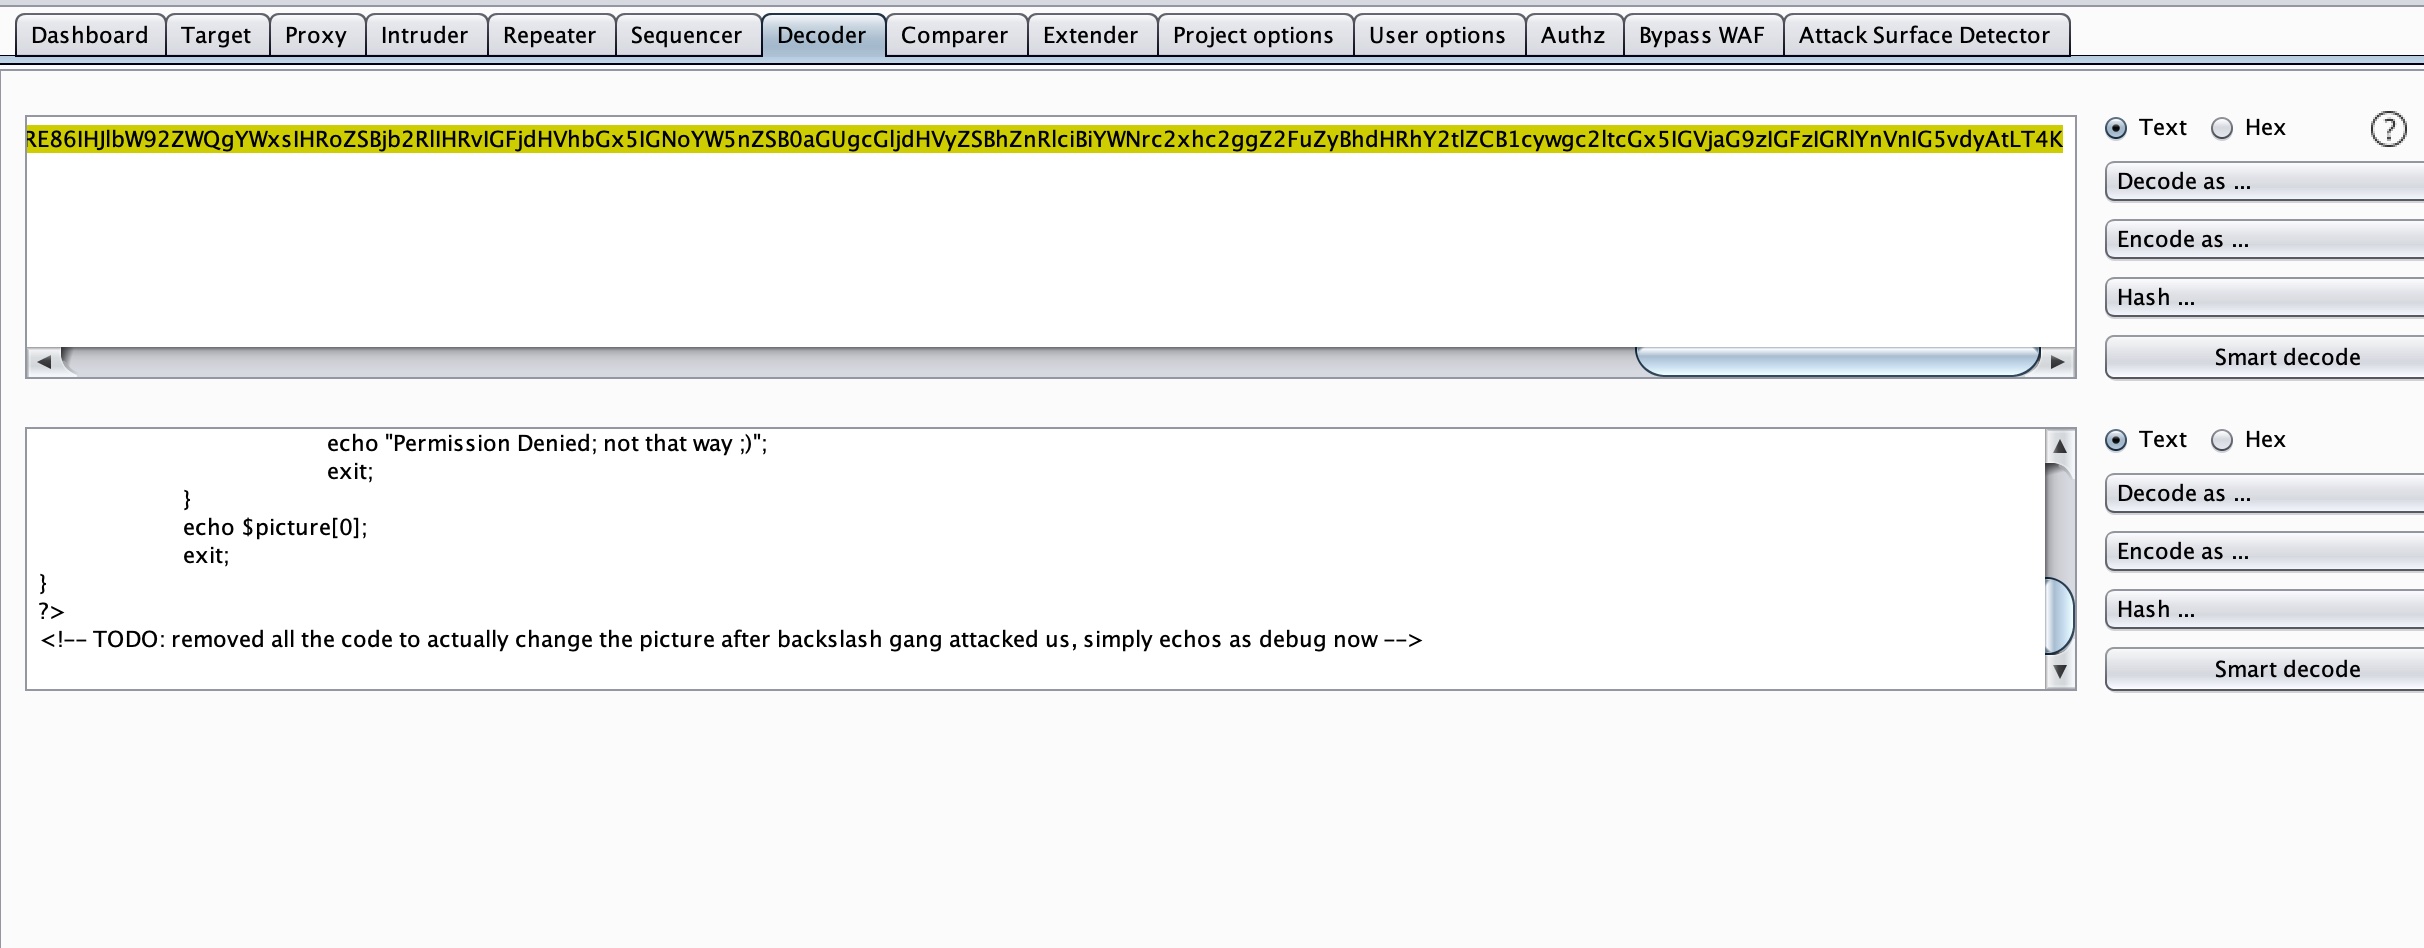 Dashboard Target Proxy Intruder Repeater Sequencer Decoder Comparer Extender Project options User options Authz Bypass WAF Attack Surface Detector
RE86IHJlbW92ZWQgYWxsIHRoZSBjb2RlIHRvIGFjdHVhbGx5IGNoYW5nZSB0aGUgcGljdHVyZSBhZnRlciBiYWNrc2xhc2ggZ2FuZyBhdHRhY2tlZCB1cywgc2ltcGx5IGVjaG9zIGFzIGRlYnVnIG5vdyAtLT4K
Text Hex ?
Decode as ...
Encode as ...
Hash ...
Smart decode
echo "Permission Denied; not that way ;)";
exit;
}
echo $picture[0];
exit;
}
?>
<!-- TODO: removed all the code to actually change the picture after backslash gang attacked us, simply echos as debug now -->
Text Hex
Decode as ...
Encode as ...
Hash ...
Smart decode